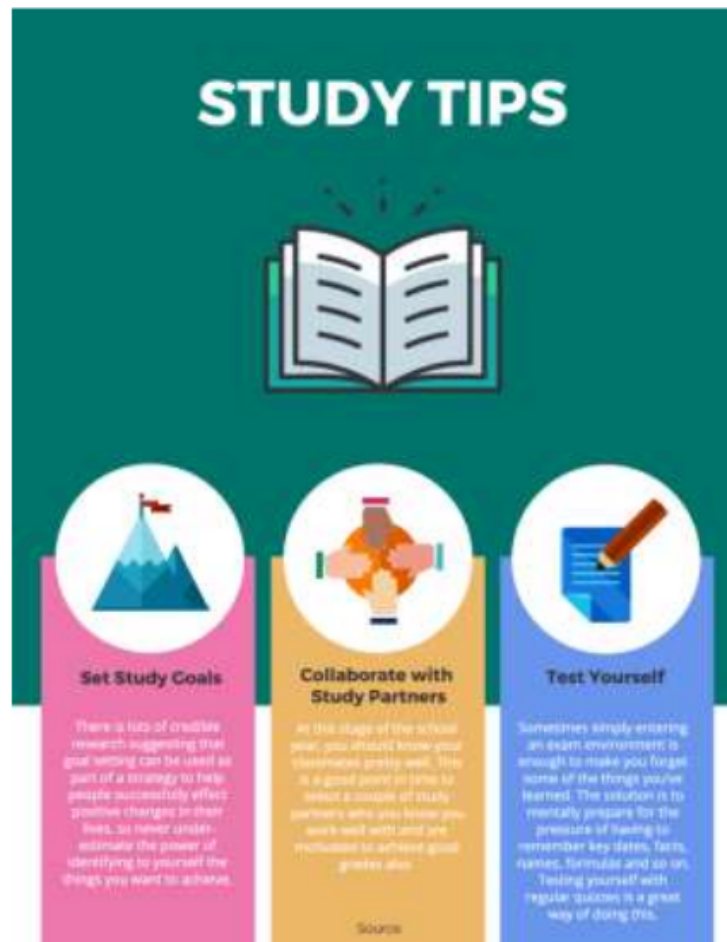 STUDY TIPS
Set Study Goals
There is lots of credible
research suggesting that
goal setting can be used as
part of a strategy to help
people successfully effect
positive changes in their
lives, so never under-
estimate the power of
identifying to yourself the
things you want to achieve.
Collaborate with
Study Partners
At this stage of the school
year, you should know your
classmates pretty well. This
is a good point in time to
select a couple of study
partners who you know you
work well with and are
motivated to achieve good
grades also
Source
Test Yourself
Sometimes simply entering
an exam environment is
enough to make you forget
some of the things you've
learned. The solution is to
mentally prepare for the
pressure of having to
remember key dates, facts,
names, formulas and so on.
Testing yourself with
regular quizzes is a great
way of doing this.